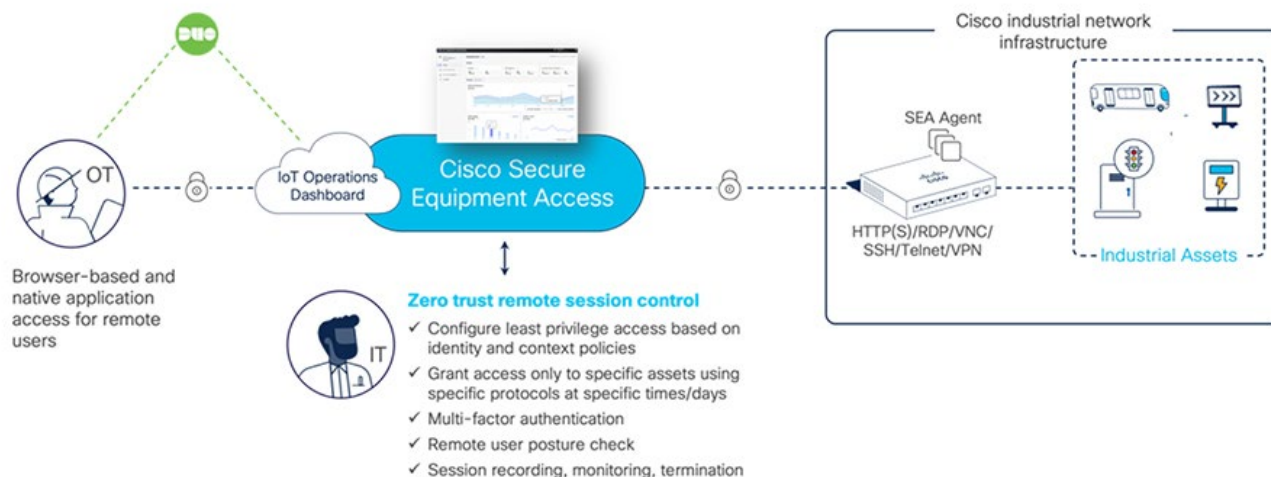 DUO
Cisco industrial network
infrastructure
SEA Agent
OT
IoT Operations
Dashboard
Cisco Secure
Equipment Access
HTTP(S)/RDP/VNC/
SSH/Telnet/VPN
Industrial Assets
Browser-based and
native application
access for remote
users
IT
Zero trust remote session control
✓ Configure least privilege access based on
identity and context policies
✓ Grant access only to specific assets using
specific protocols at specific times/days
✓ Multi-factor authentication
✓ Remote user posture check
✓ Session recording, monitoring, termination